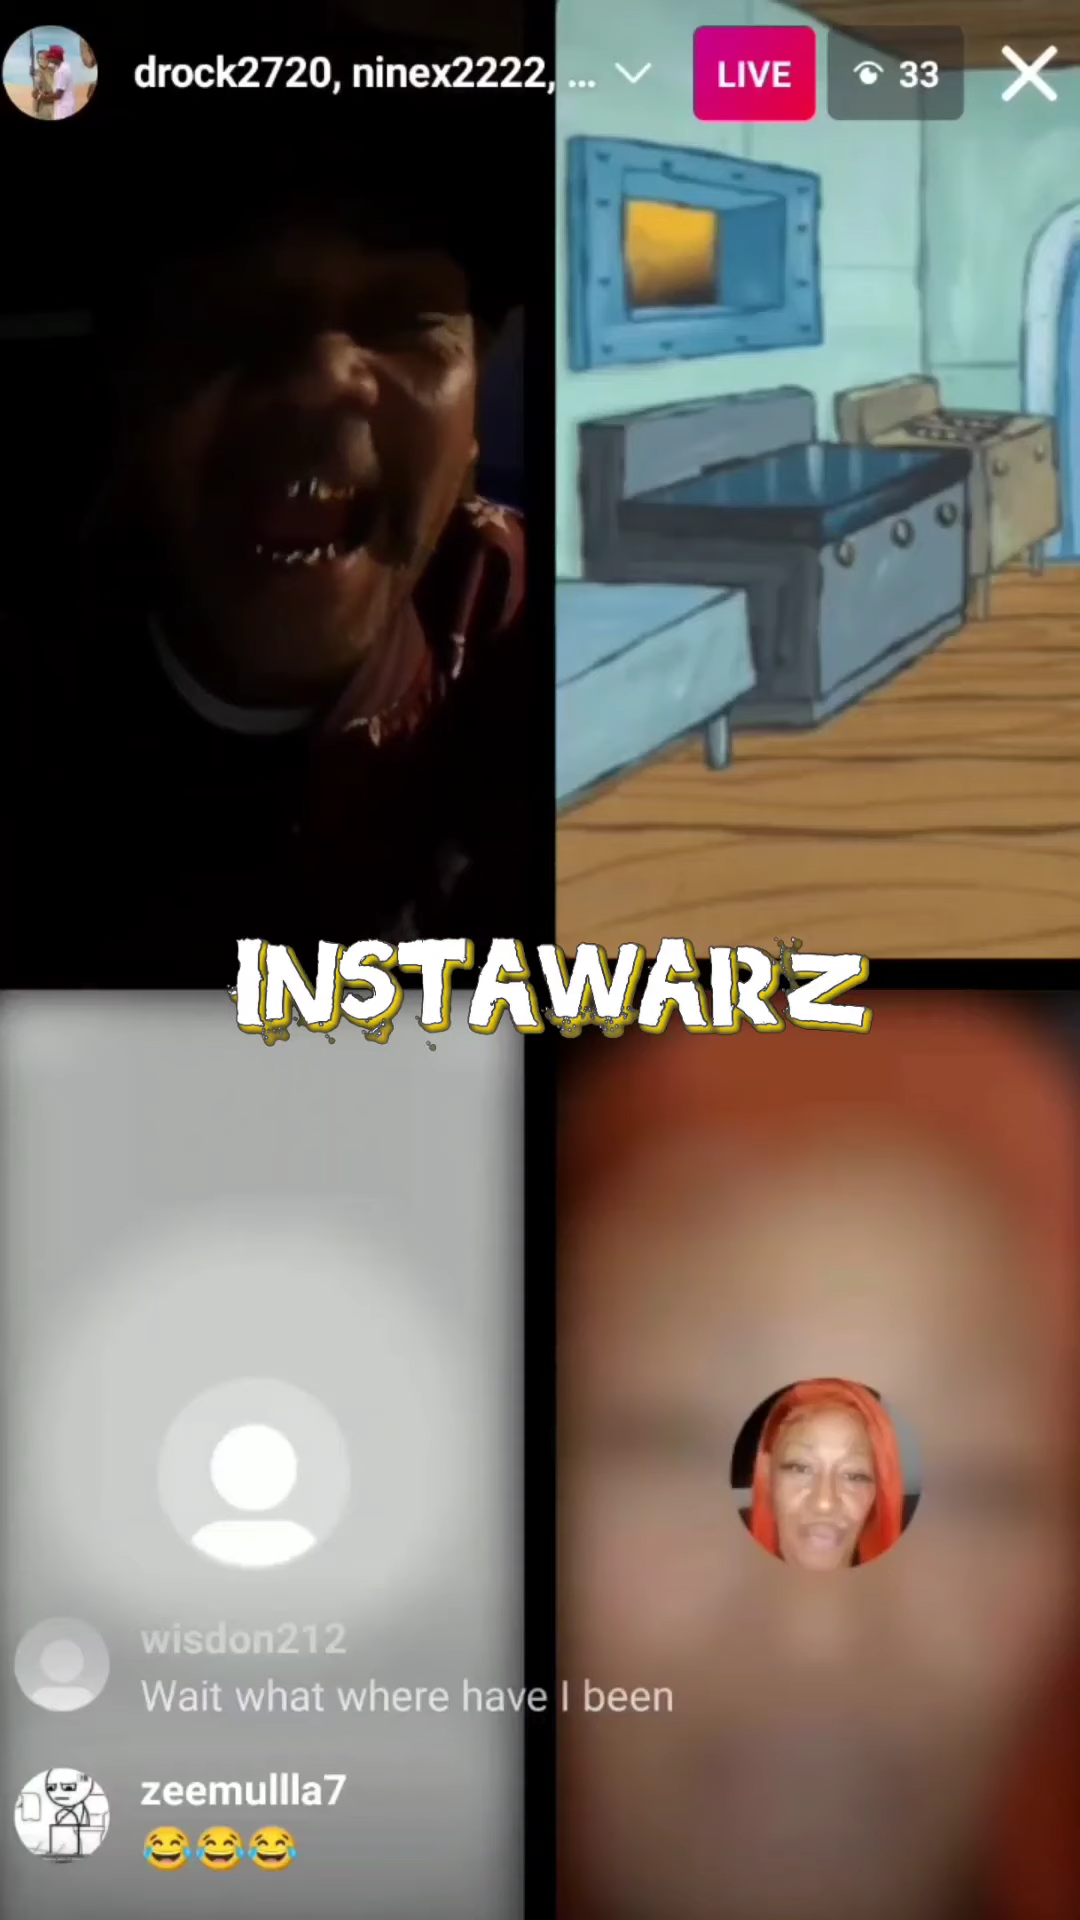 drock2720, ninex2222, ...
LIVE
33
INSTAWARZ
wisdon212
Wait what where have I been
zeemullla7
😂😂😂